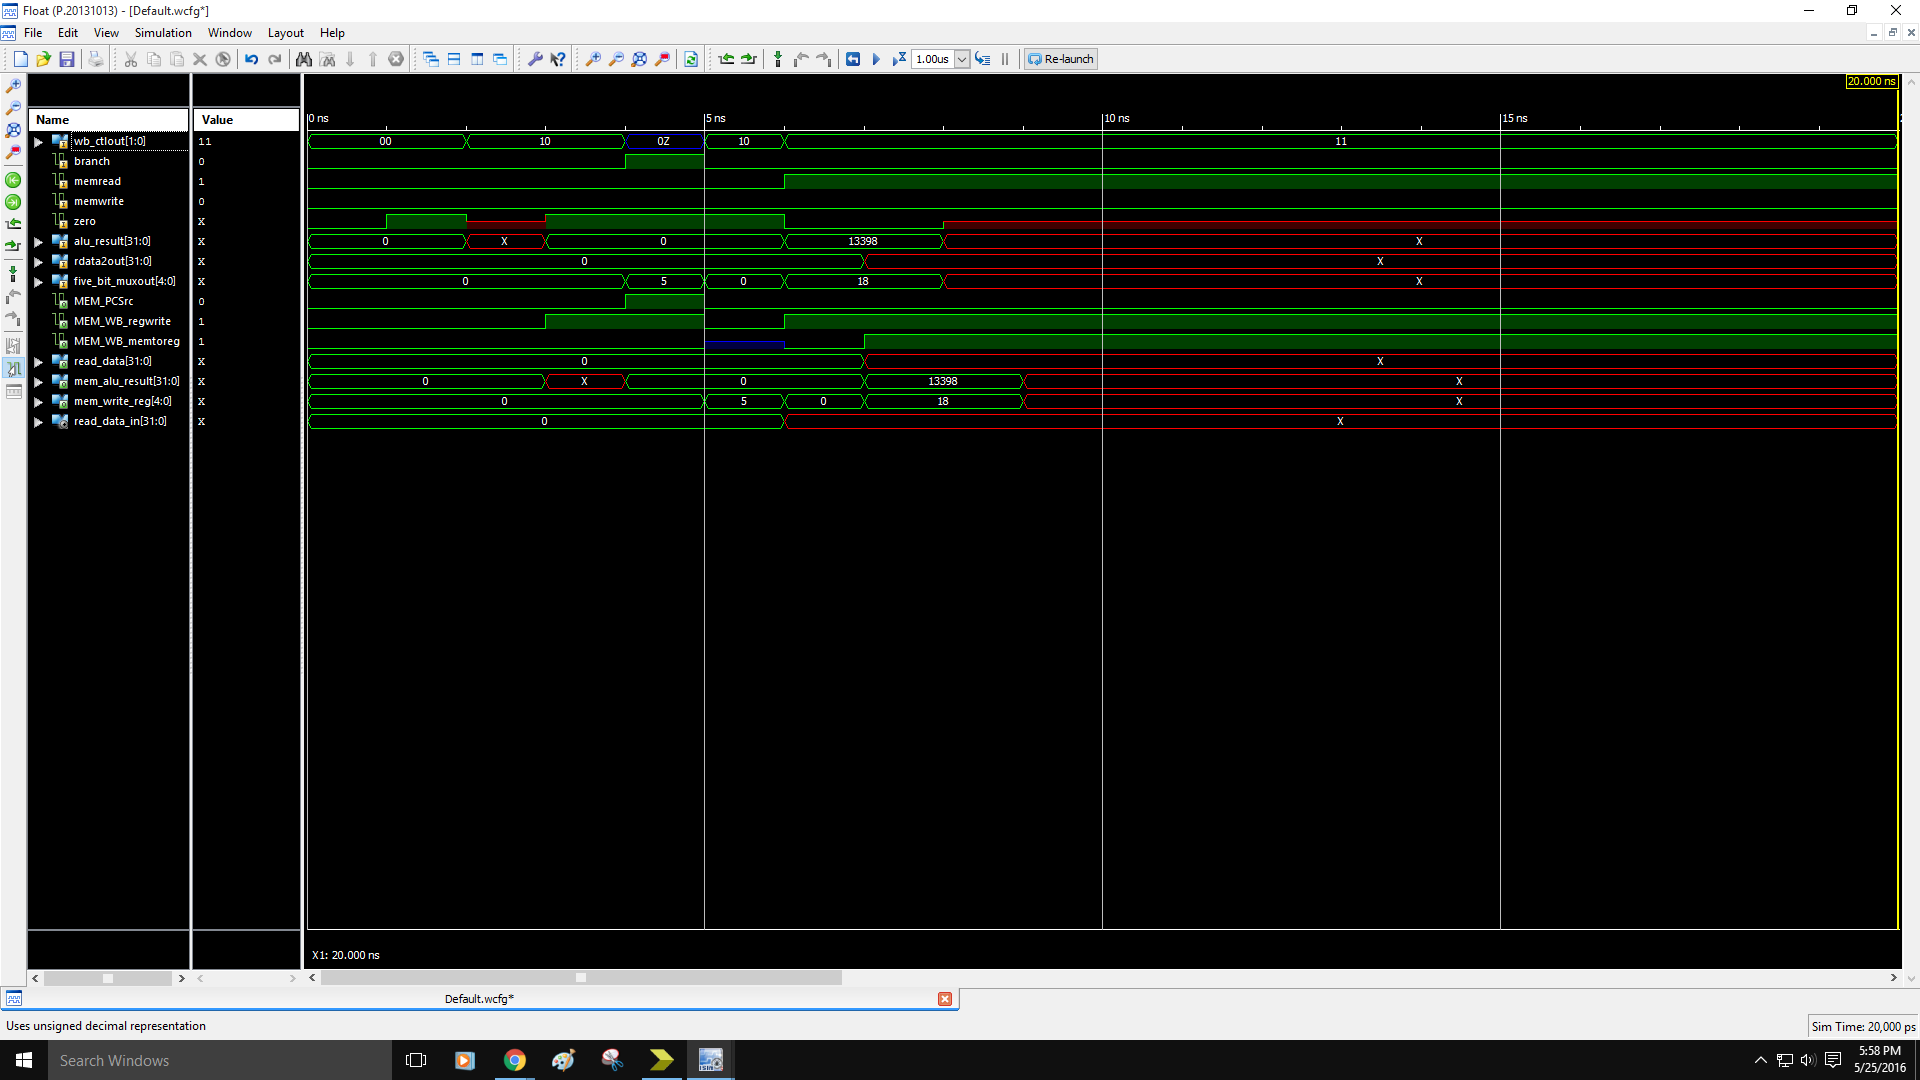 Float (P.20131013) - [Default.wcfg*]
File Edit View Simulation Window Layout Help
1.00us Re-launch
20.000 ns
Name Value 0 ns 5 ns 10 ns 15 ns
wb_ctlout[1:0] 11 00 10 0Z 10 11
branch 0
memread 1
memwrite 0
zero X
alu_result[31:0] X 0 X 0 13398 X
rdata2out[31:0] X 0 X
five_bit_muxout[4:0] X 0 5 0 18 X
MEM_PCSrc 0
MEM_WB_regwrite 1
MEM_WB_memtoreg 1
read_data[31:0] X 0 X
mem_alu_result[31:0] X 0 X 0 13398 X
mem_write_reg[4:0] X 0 5 0 18 X
read_data_in[31:0] X 0 X
X1: 20.000 ns
Default.wcfg*
Uses unsigned decimal representation
Sim Time: 20,000 ps
Search Windows
5:58 PM
5/25/2016